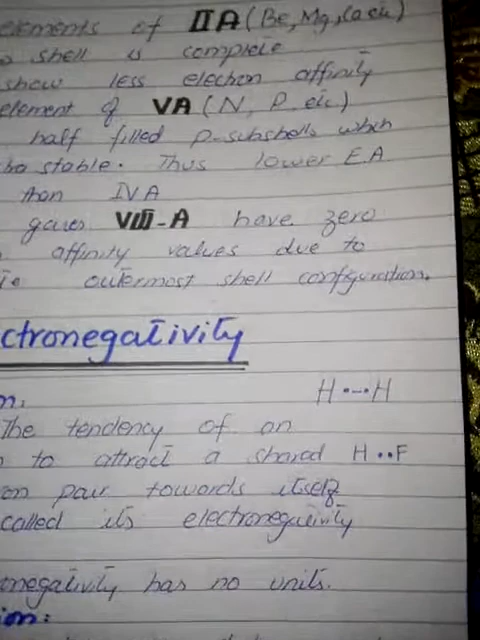 elements of IIA (Be, Mg, Ca etc)
shell is complete
show less electron affinity
element of VA (N, P etc)
half filled p-subshells which
stable. Thus lower E.A
than IVA
gases VIII-A have zero
affinity values due to
outermost shell configuration.
ctronegativity
n: H•-•H
The tendency of an
to attract a shared H••F
on pair towards itself
called its electronegativity
negativity has no units.
ion: